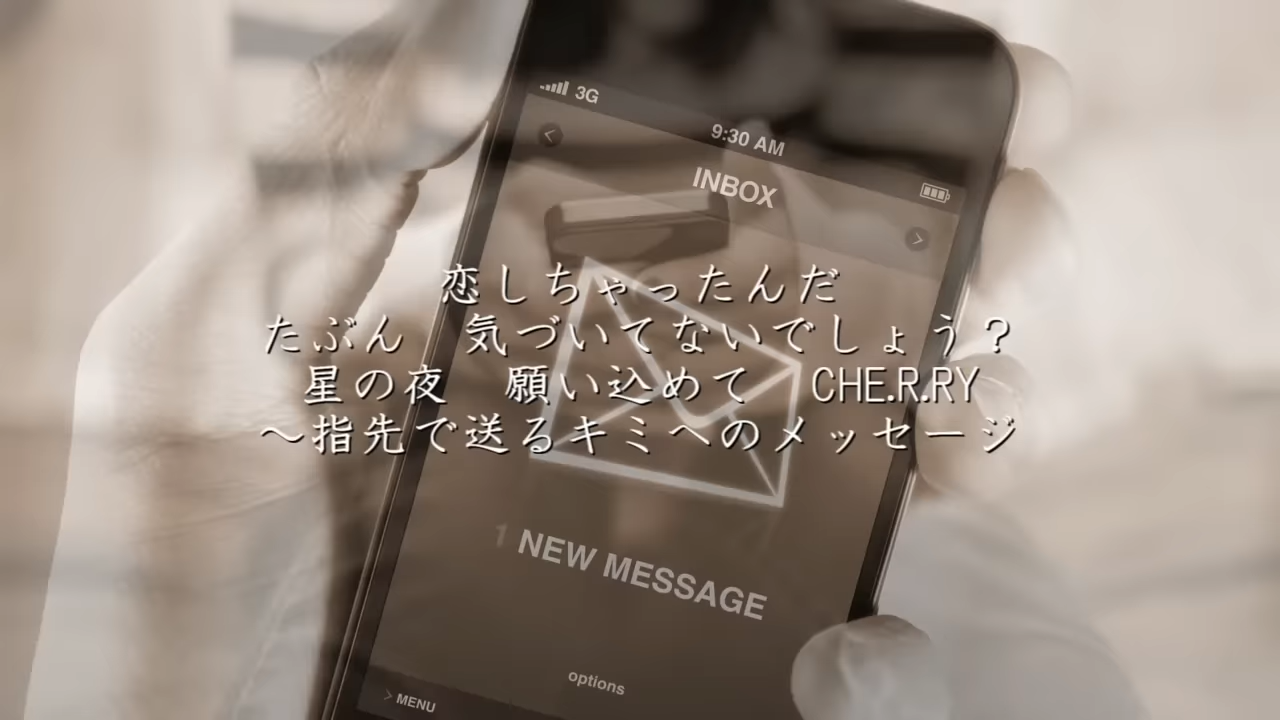 3G
9:30 AM
INBOX
恋しちゃったんだ
たぶん　気づいてないでしょう？
星の夜　願い込めて　CHE.R.RY
～指先で送るキミへのメッセージ
1 NEW MESSAGE
options
> MENU